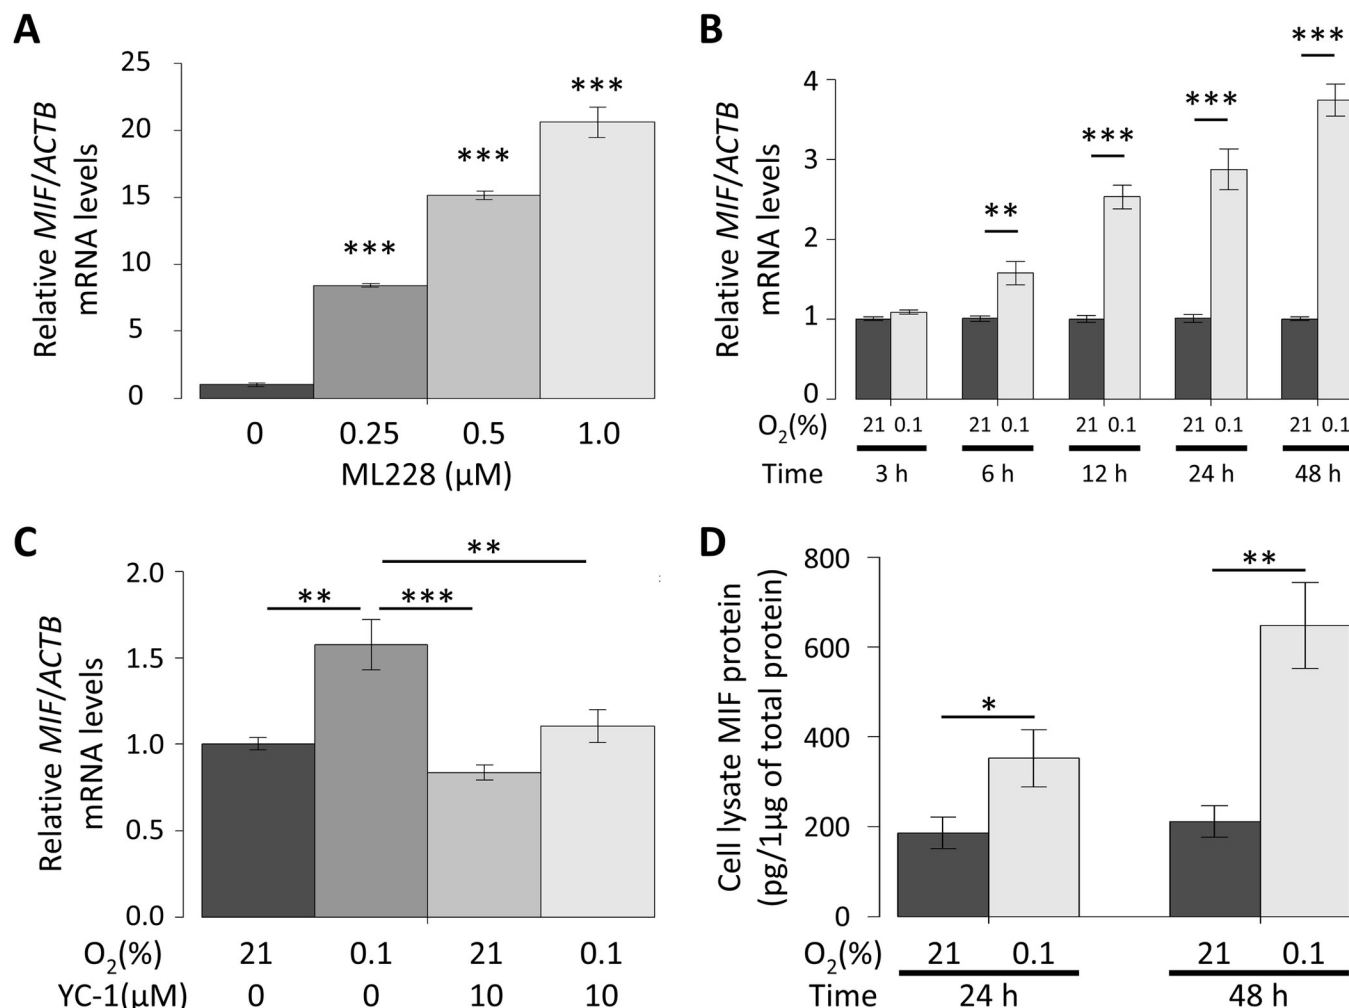 A
Relative MIF/ACTB
mRNA levels
25
20
15
10
5
0
***
***
***
0 0.25 0.5 1.0
ML228 (µM)
B
Relative MIF/ACTB
mRNA levels
4
3
2
1
0
**
***
***
***
O2(%) 21 0.1 21 0.1 21 0.1 21 0.1 21 0.1
Time 3 h 6 h 12 h 24 h 48 h
C
Relative MIF/ACTB
mRNA levels
2.0
1.5
1.0
0.5
0.0
**
** ***
O2(%) 21 0.1 21 0.1
YC-1(µM) 0 0 10 10
D
Cell lysate MIF protein
(pg/1µg of total protein)
800
600
400
200
0
*
**
O2(%) 21 0.1 21 0.1
Time 24 h 48 h